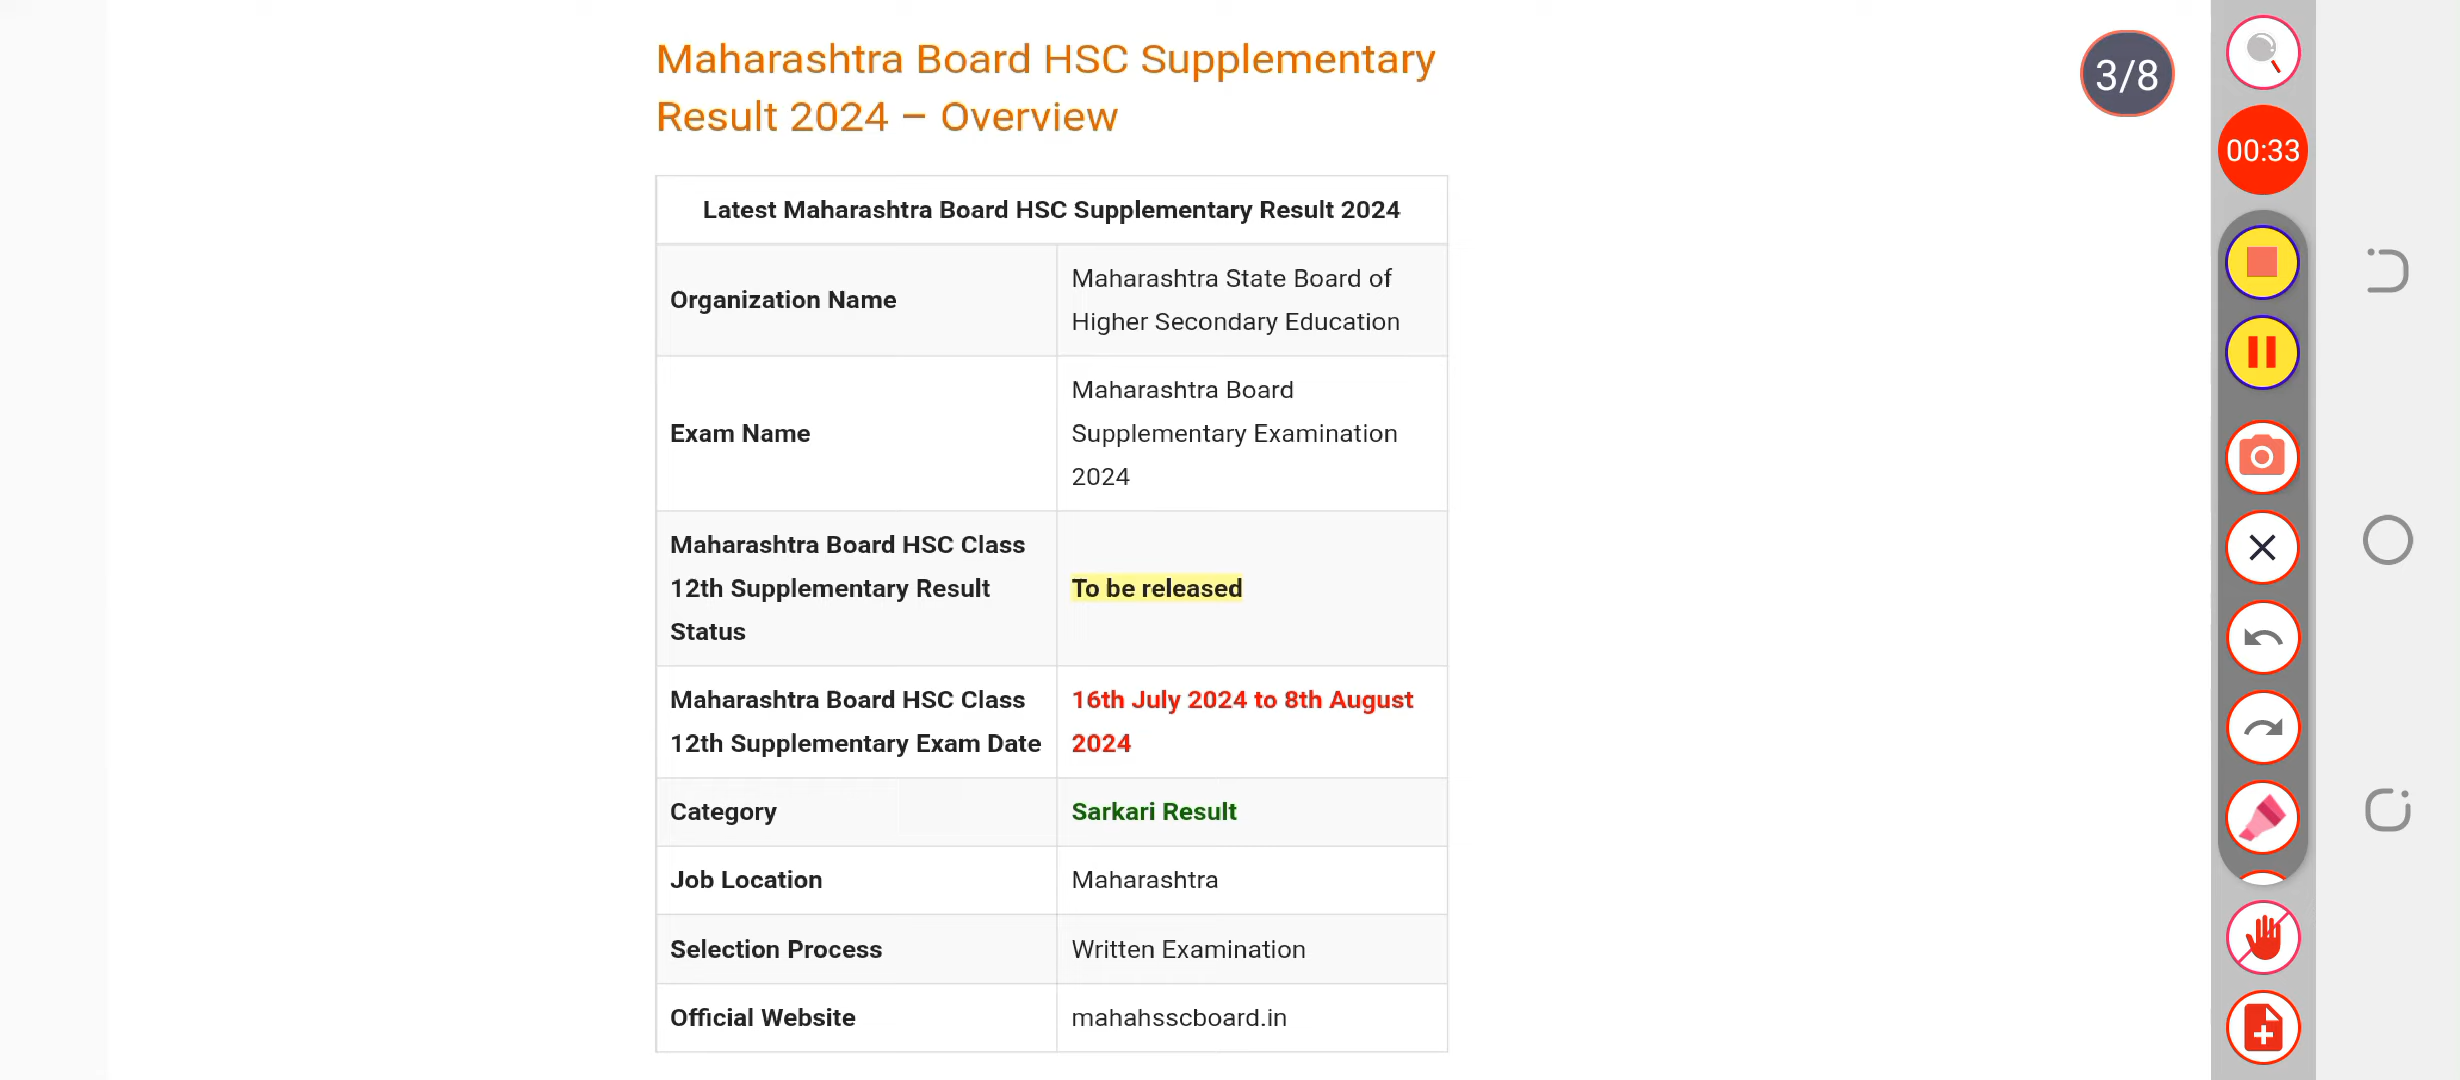 Maharashtra Board HSC Supplementary
Result 2024 – Overview
3/8
00:33
Latest Maharashtra Board HSC Supplementary Result 2024
Organization Name
Maharashtra State Board of
Higher Secondary Education
Exam Name
Maharashtra Board
Supplementary Examination
2024
Maharashtra Board HSC Class
12th Supplementary Result
Status
To be released
Maharashtra Board HSC Class
12th Supplementary Exam Date
16th July 2024 to 8th August
2024
Category
Sarkari Result
Job Location
Maharashtra
Selection Process
Written Examination
Official Website
mahahsscboard.in